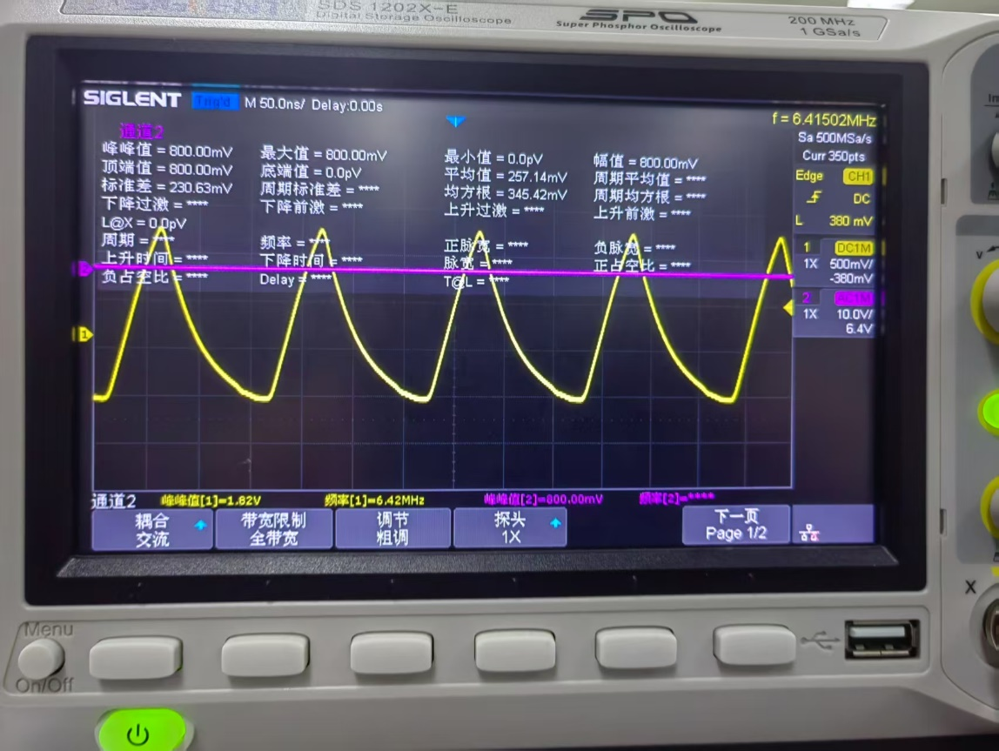 SIGLENT SDS 1202X-E
Digital Storage Oscilloscope
SPO
Super Phosphor Oscilloscope
200 MHz
1 GSa/s
SIGLENT Trig'd M 50.0ns/ Delay:0.00s
f = 6.41502MHz
Sa 500MSa/s
Curr 350pts
Edge CH1
DC
L 380 mV
1 DC1M
1X 500mV/
-380mV
2 AC1M
1X 10.0V/
6.4V
通道2
峰峰值 = 800.00mV 最大值 = 800.00mV 最小值 = 0.0pV 幅值 = 800.00mV
顶端值 = 800.00mV 底端值 = 0.0pV 平均值 = 257.14mV 周期平均值 = ****
标准差 = 230.63mV 周期标准差 = **** 均方根 = 345.42mV 周期均方根 = ****
下降过激 = **** 下降前激 = **** 上升过激 = **** 上升前激 = ****
L@X = 0.0pV
周期 = **** 频率 = **** 正脉宽 = **** 负脉宽 = ****
上升时间 = **** 下降时间 = **** 脉宽 = **** 正占空比 = ****
负占空比 = **** Delay = **** T@L = ****
2
1
通道2 峰峰值[1]=1.82V 频率[1]=6.42MHz 峰峰值[2]=800.00mV 频率[2]=****
耦合 带宽限制 调节 探头 下一页
交流 全带宽 粗调 1X Page 1/2
Menu
On/Off
X